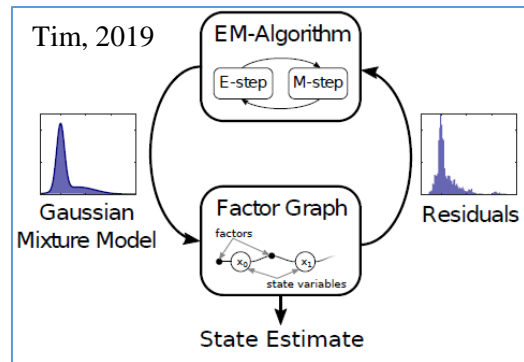 Tim, 2019
EM-Algorithm
E-step
M-step
Gaussian
Mixture Model
Residuals
Factor Graph
factors
x0
x1
state variables
State Estimate